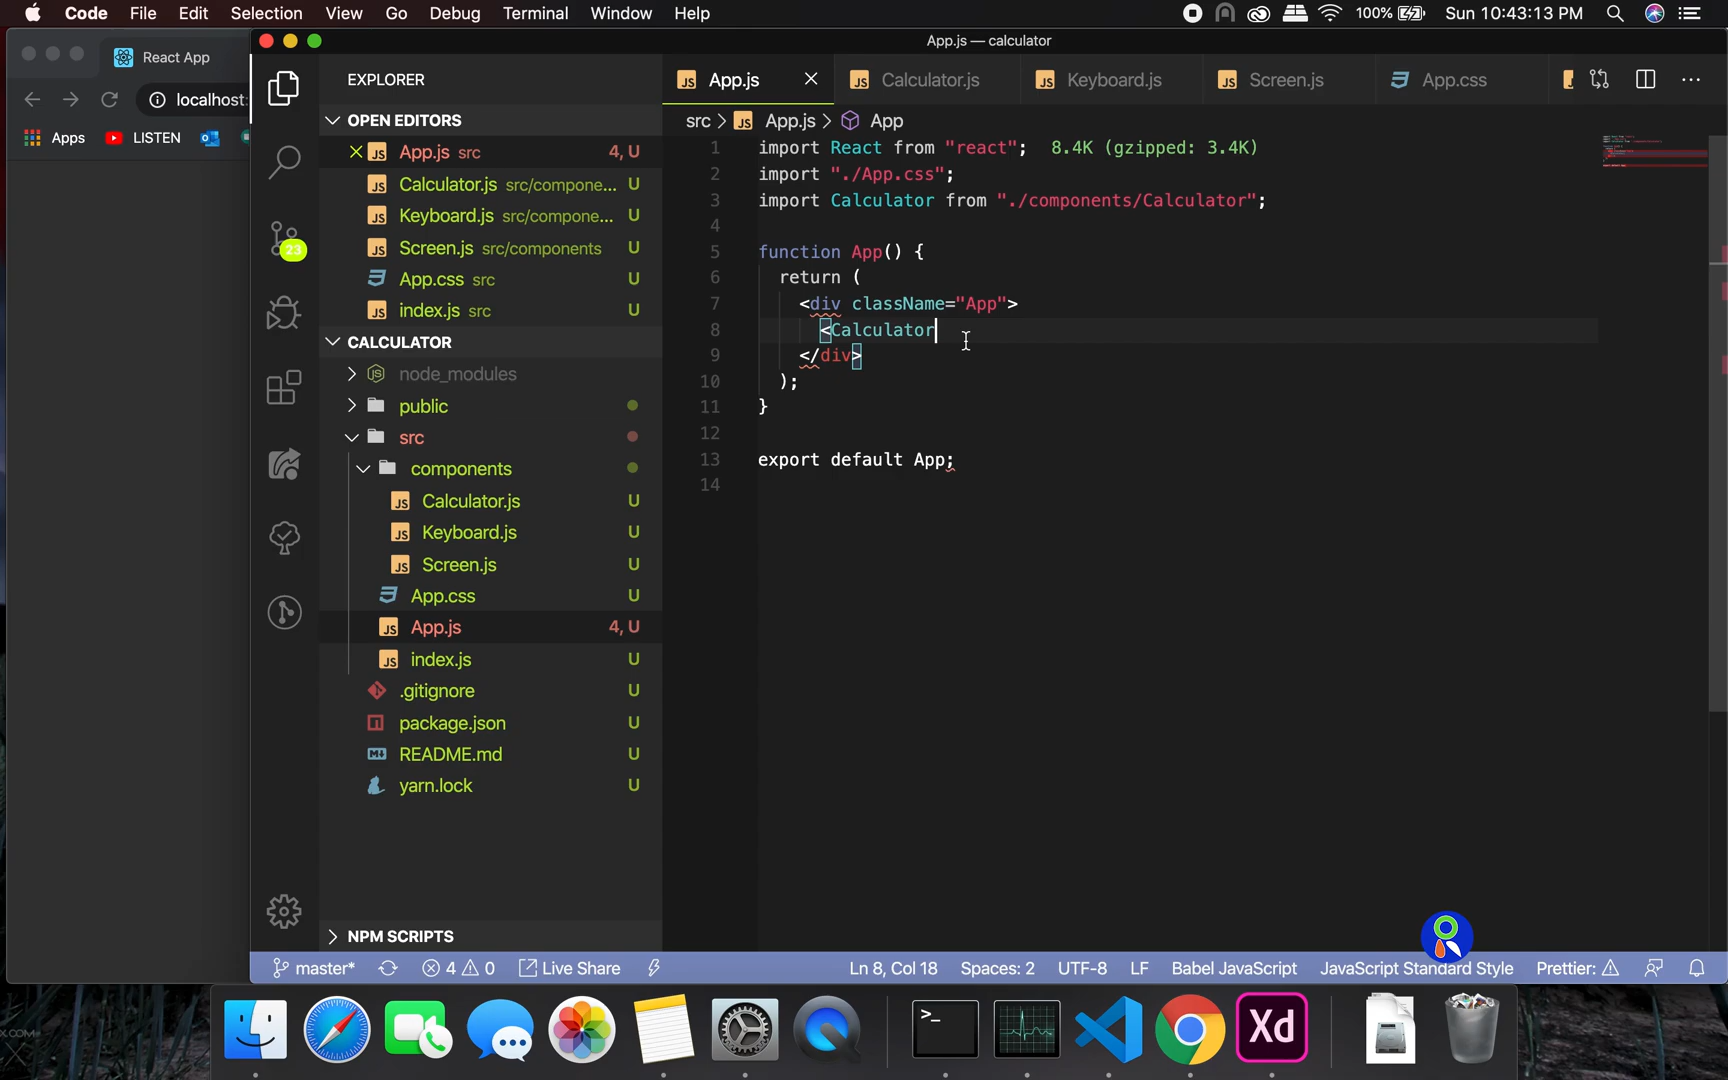 Code File Edit Selection View Go Debug Terminal Window Help 100% Sun 10:43:13 PM
App.js — calculator
React App
localhost:
Apps LISTEN
EXPLORER
OPEN EDITORS
App.js src 4, U
Calculator.js src/compone... U
Keyboard.js src/compone... U
Screen.js src/components U
App.css src U
index.js src U
CALCULATOR
node_modules
public
src
components
Calculator.js U
Keyboard.js U
Screen.js U
App.css U
App.js 4, U
index.js U
.gitignore U
package.json U
README.md U
yarn.lock U
NPM SCRIPTS
23
App.js Calculator.js Keyboard.js Screen.js App.css
src > App.js > App
1 import React from "react"; 8.4K (gzipped: 3.4K)
2 import "./App.css";
3 import Calculator from "./components/Calculator";
4
5 function App() {
6 return (
7 <div className="App">
8 <Calculator
9 </div>
10 );
11 }
12
13 export default App;
14
master* 4 0 Live Share Ln 8, Col 18 Spaces: 2 UTF-8 LF Babel JavaScript JavaScript Standard Style Prettier:
>_
Xd